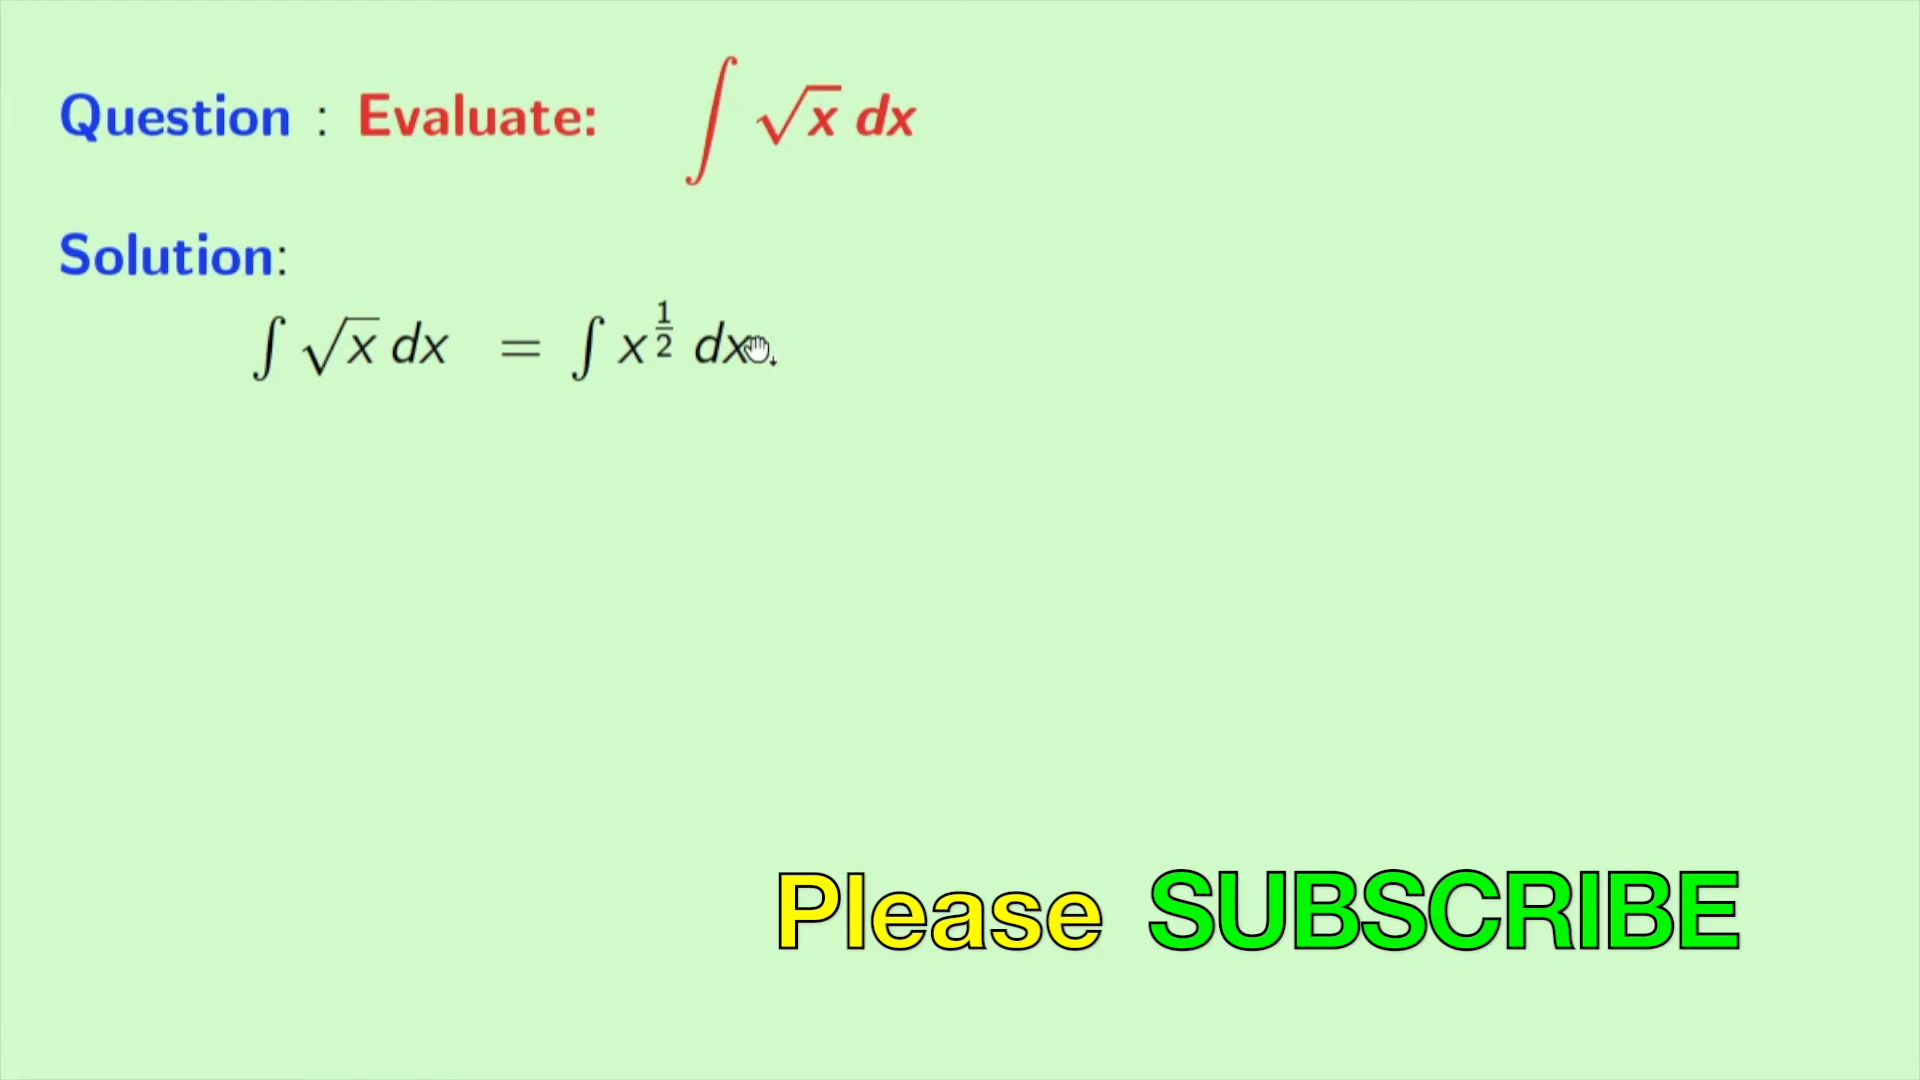 Question : Evaluate: ∫ √x dx
Solution:
∫ √x dx = ∫ x^{1/2} dx
Please SUBSCRIBE